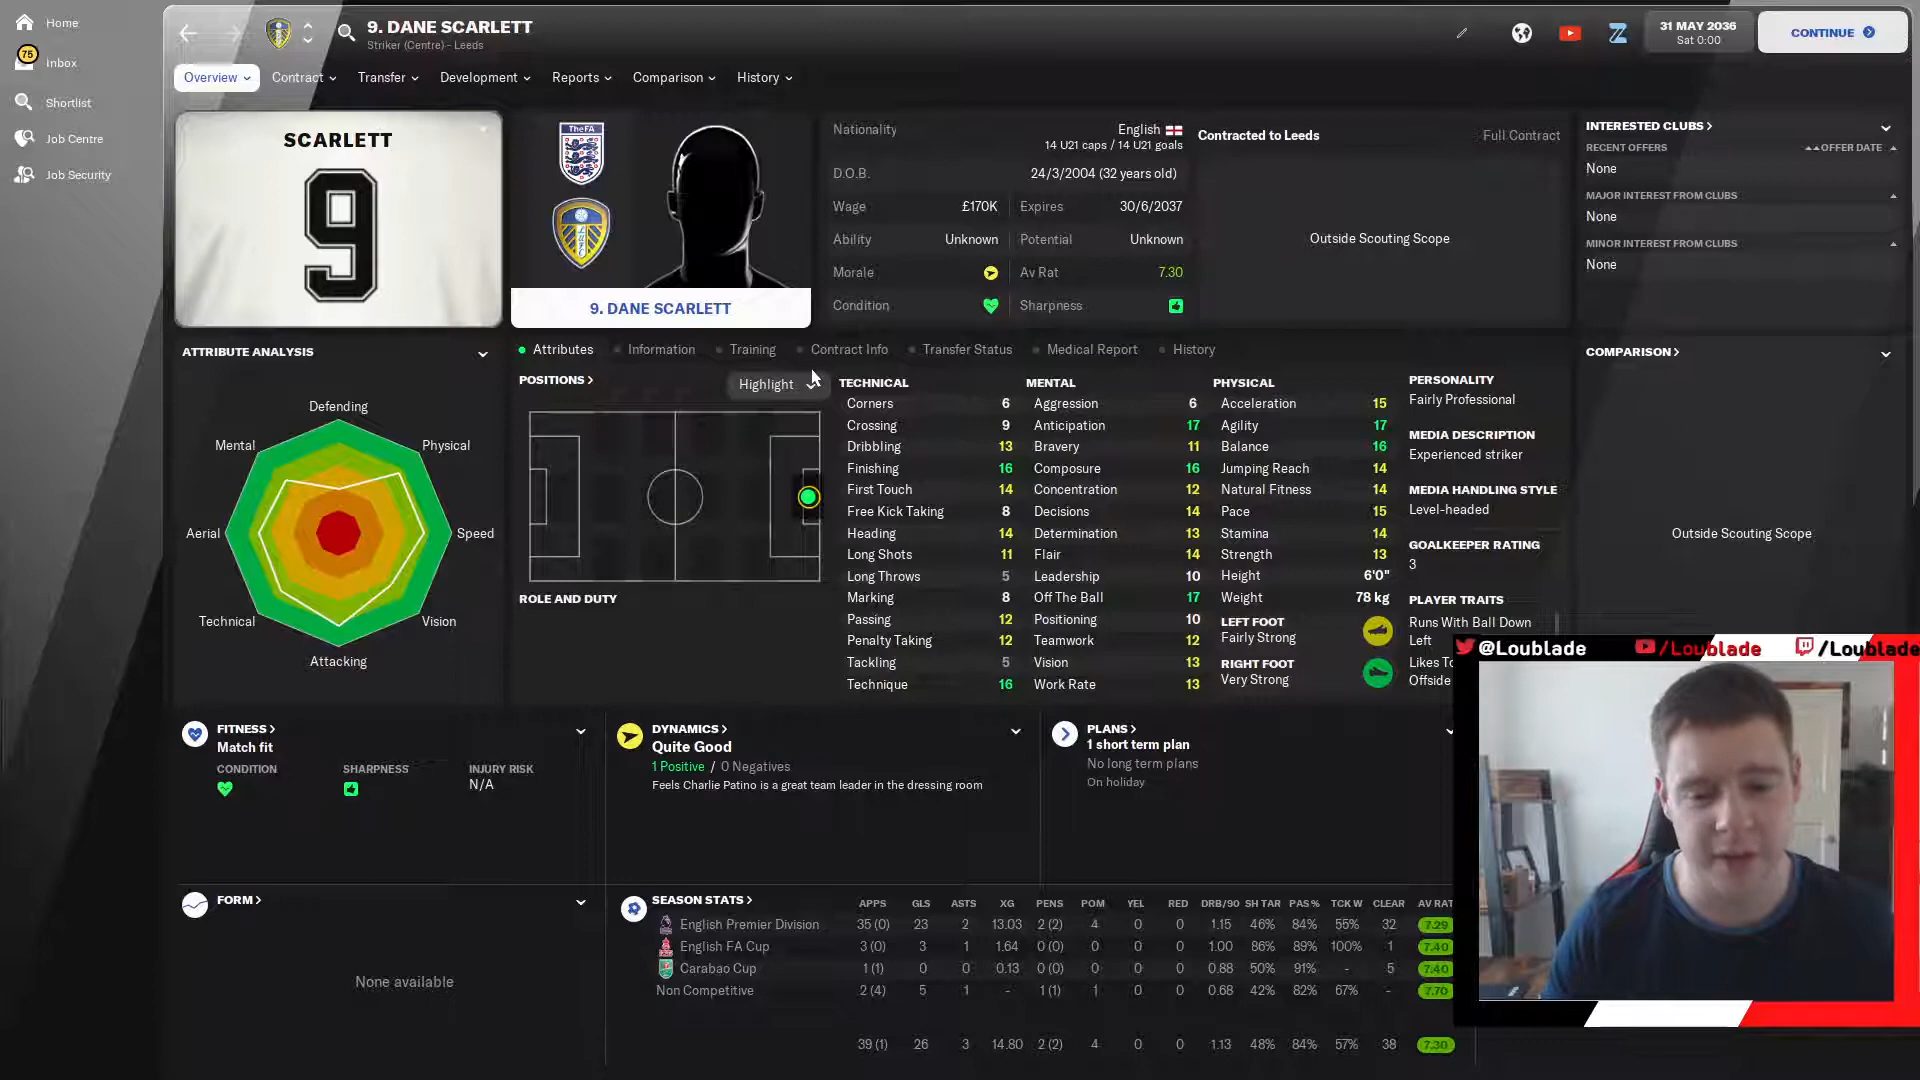 Home
75
Inbox
Shortlist
Job Centre
Job Security
9. DANE SCARLETT
Striker (Centre) - Leeds
31 MAY 2036
Sat 0:00
CONTINUE
Overview
Contract
Transfer
Development
Reports
Comparison
History
SCARLETT
9
The FA
9. DANE SCARLETT
Nationality English
14 U21 caps / 14 U21 goals
D.O.B. 24/3/2004 (32 years old)
Wage £170K Expires 30/6/2037
Ability Unknown Potential Unknown
Morale Av Rat 7.30
Condition Sharpness
Contracted to Leeds Full Contract
Outside Scouting Scope
INTERESTED CLUBS >
RECENT OFFERS OFFER DATE
None
MAJOR INTEREST FROM CLUBS
None
MINOR INTEREST FROM CLUBS
None
ATTRIBUTE ANALYSIS
Defending
Mental Physical
Aerial Speed
Technical Vision
Attacking
Attributes Information Training Contract Info Transfer Status Medical Report History
POSITIONS >
Highlight
ROLE AND DUTY
TECHNICAL
Corners 6
Crossing 9
Dribbling 13
Finishing 16
First Touch 14
Free Kick Taking 8
Heading 14
Long Shots 11
Long Throws 5
Marking 8
Passing 12
Penalty Taking 12
Tackling 5
Technique 16
MENTAL
Aggression 6
Anticipation 17
Bravery 11
Composure 16
Concentration 12
Decisions 14
Determination 13
Flair 14
Leadership 10
Off The Ball 17
Positioning 10
Teamwork 12
Vision 13
Work Rate 13
PHYSICAL
Acceleration 15
Agility 17
Balance 16
Jumping Reach 14
Natural Fitness 14
Pace 15
Stamina 14
Strength 13
Height 6'0"
Weight 78 kg
LEFT FOOT
Fairly Strong
RIGHT FOOT
Very Strong
PERSONALITY
Fairly Professional
MEDIA DESCRIPTION
Experienced striker
MEDIA HANDLING STYLE
Level-headed
GOALKEEPER RATING
3
PLAYER TRAITS
Runs With Ball Down
Left
Likes To
Offside
COMPARISON >
Outside Scouting Scope
@Loublade /Loublade /Loublade
FITNESS >
Match fit
CONDITION SHARPNESS INJURY RISK
N/A
DYNAMICS >
Quite Good
1 Positive / 0 Negatives
Feels Charlie Patino is a great team leader in the dressing room
PLANS >
1 short term plan
No long term plans
On holiday
FORM >
None available
SEASON STATS > APPS GLS ASTS XG PENS POM YEL RED DRB/90 SH TAR PAS % TCK W CLEAR AV RAT
English Premier Division 35 (0) 23 2 13.03 2 (2) 4 0 0 1.15 46% 84% 55% 32 7.29
English FA Cup 3 (0) 3 1 1.64 0 (0) 0 0 0 1.00 86% 89% 100% 1 7.40
Carabao Cup 1 (1) 0 0 0.13 0 (0) 0 0 0 0.88 50% 91% - 5 7.40
Non Competitive 2 (4) 5 1 - 1 (1) 1 0 0 0.68 42% 82% 67% - 7.70
39 (1) 26 3 14.80 2 (2) 4 0 0 1.13 48% 84% 57% 38 7.30